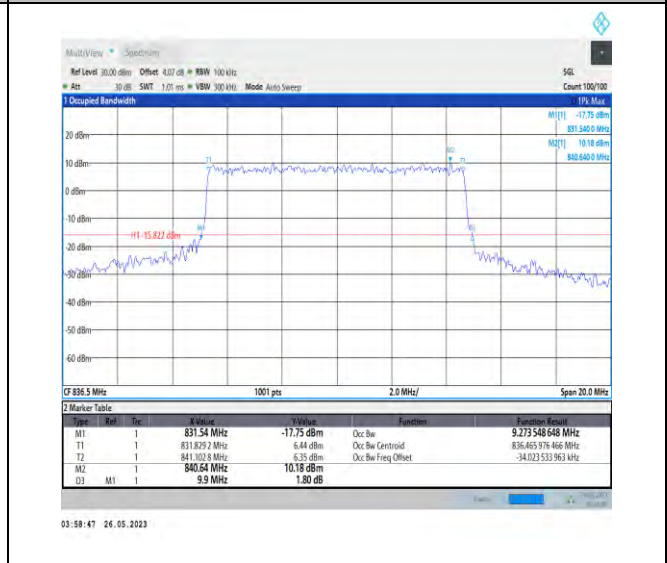 MultiView Spectrum
Ref Level 30.00 dBm Offset 4.07 dB RBW 100 kHz SGL
Att 30 dB SWT 1.01 ms VBW 300 kHz Mode Auto Sweep Count 100/100
1 Occupied Bandwidth 1Pk Max
M1[1] -17.75 dBm
831.540 0 MHz
20 dBm M2[1] 10.18 dBm
840.640 0 MHz
M2
T1 T2
10 dBm
0 dBm
-10 dBm
M1
H1 -15.822 dBm
-20 dBm
-30 dBm
-40 dBm
-50 dBm
-60 dBm
CF 836.5 MHz 1001 pts 2.0 MHz/ Span 20.0 MHz
2 Marker Table
Type Ref Trc X-Value Y-Value Function Function Result
M1 1 831.54 MHz -17.75 dBm Occ Bw 9.273 548 648 MHz
T1 1 831.829 2 MHz 6.44 dBm Occ Bw Centroid 836.465 976 466 MHz
T2 1 841.102 8 MHz 6.35 dBm Occ Bw Freq Offset -34.023 533 963 kHz
M2 1 840.64 MHz 10.18 dBm
D3 M1 1 9.9 MHz 1.80 dB
03:58:47 26.05.2023